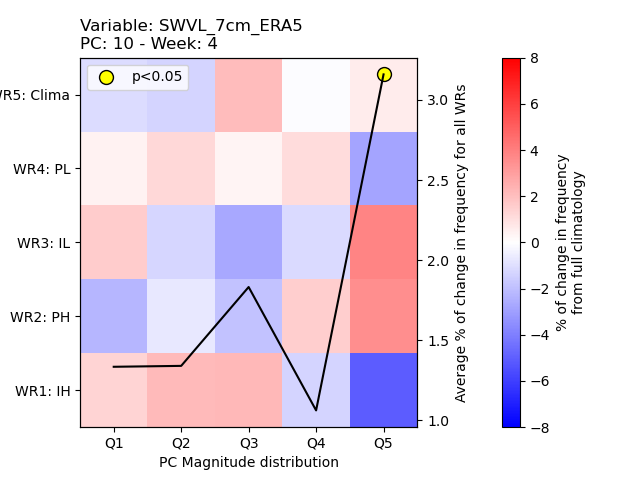 Variable: SWVL_7cm_ERA5
PC: 10 - Week: 4
p<0.05
WR5: Clima
WR4: PL
WR3: IL
WR2: PH
WR1: IH
Q1 Q2 Q3 Q4 Q5
PC Magnitude distribution
3.0
2.5
2.0
1.5
1.0
Average % of change in frequency for all WRs
8
6
4
2
0
−2
−4
−6
−8
% of change in frequency
from full climatology